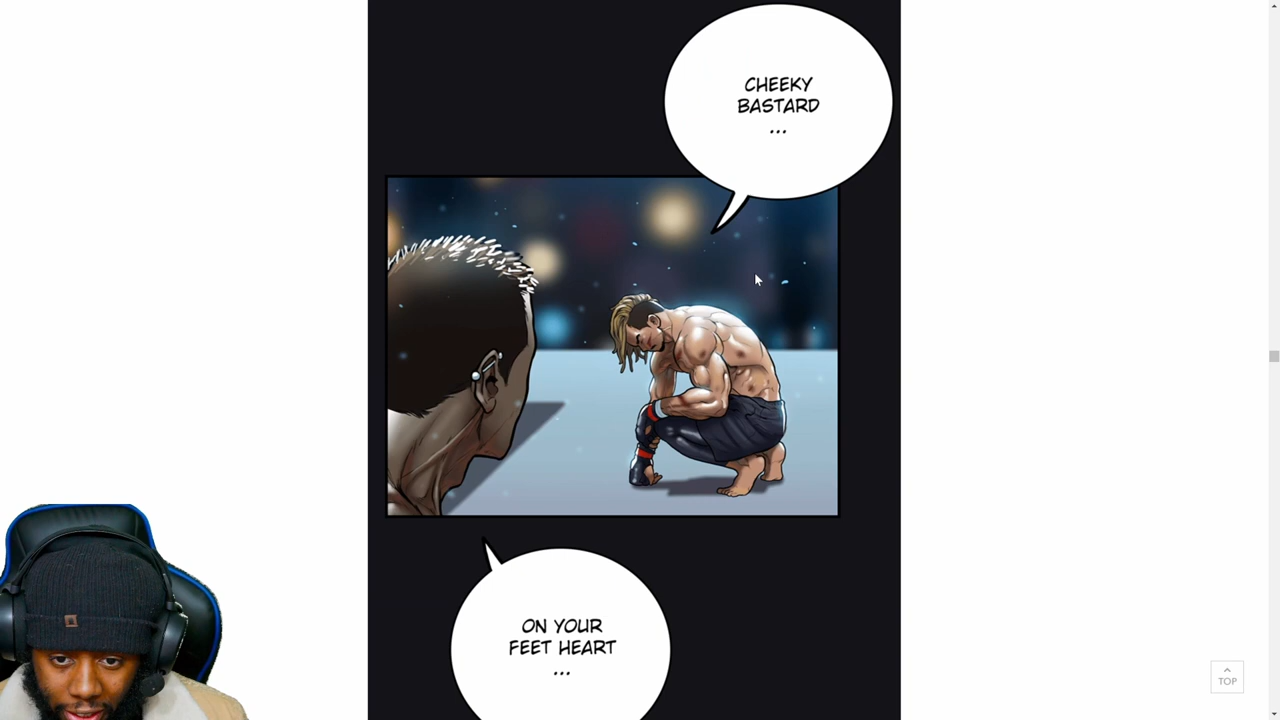 CHEEKY
BASTARD
...
ON YOUR
FEET HEART
...
TOP